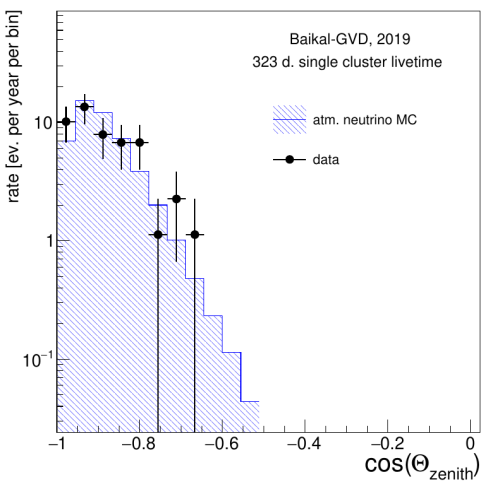 rate [ev. per year per bin]
Baikal-GVD, 2019
323 d. single cluster livetime
atm. neutrino MC
data
10
1
10⁻¹
−1 −0.8 −0.6 −0.4 −0.2 0
cos(Θzenith)